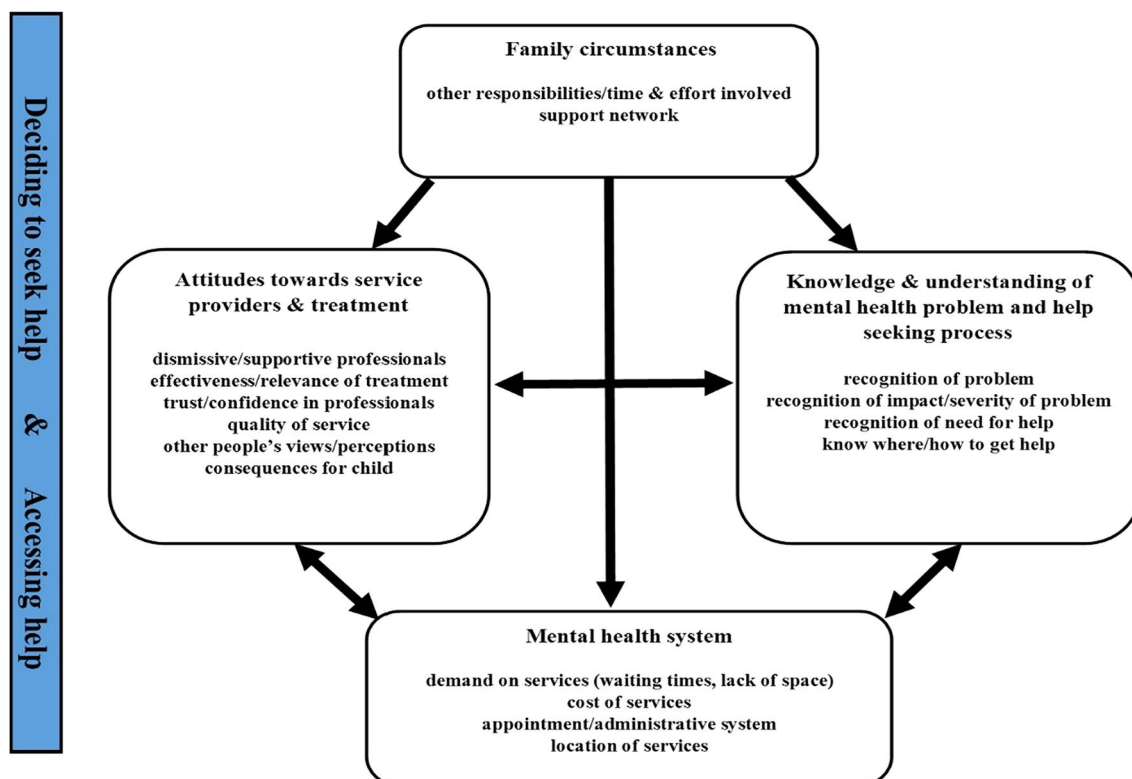 Deciding to seek help & Accessing help
Family circumstances
other responsibilities/time & effort involved
support network
Attitudes towards service
providers & treatment
dismissive/supportive professionals
effectiveness/relevance of treatment
trust/confidence in professionals
quality of service
other people's views/perceptions
consequences for child
Knowledge & understanding of
mental health problem and help
seeking process
recognition of problem
recognition of impact/severity of problem
recognition of need for help
know where/how to get help
Mental health system
demand on services (waiting times, lack of space)
cost of services
appointment/administrative system
location of services